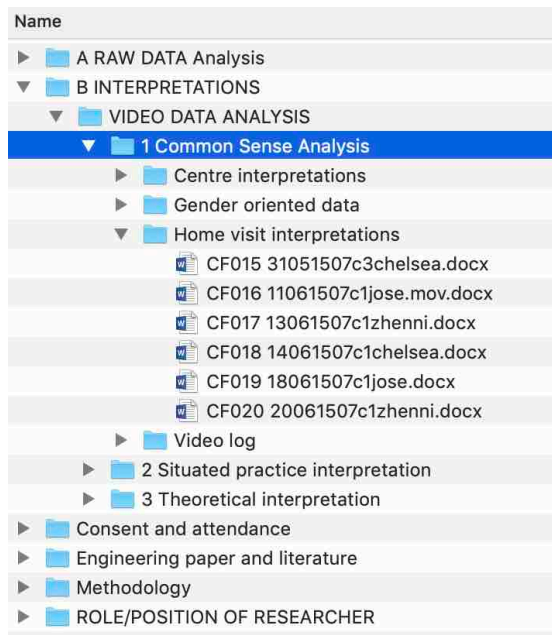 Name
A RAW DATA Analysis
B INTERPRETATIONS
VIDEO DATA ANALYSIS
1 Common Sense Analysis
Centre interpretations
Gender oriented data
Home visit interpretations
CF015 31051507c3chelsea.docx
CF016 11061507c1jose.mov.docx
CF017 13061507c1zhenni.docx
CF018 14061507c1chelsea.docx
CF019 18061507c1jose.docx
CF020 20061507c1zhenni.docx
Video log
2 Situated practice interpretation
3 Theoretical interpretation
Consent and attendance
Engineering paper and literature
Methodology
ROLE/POSITION OF RESEARCHER